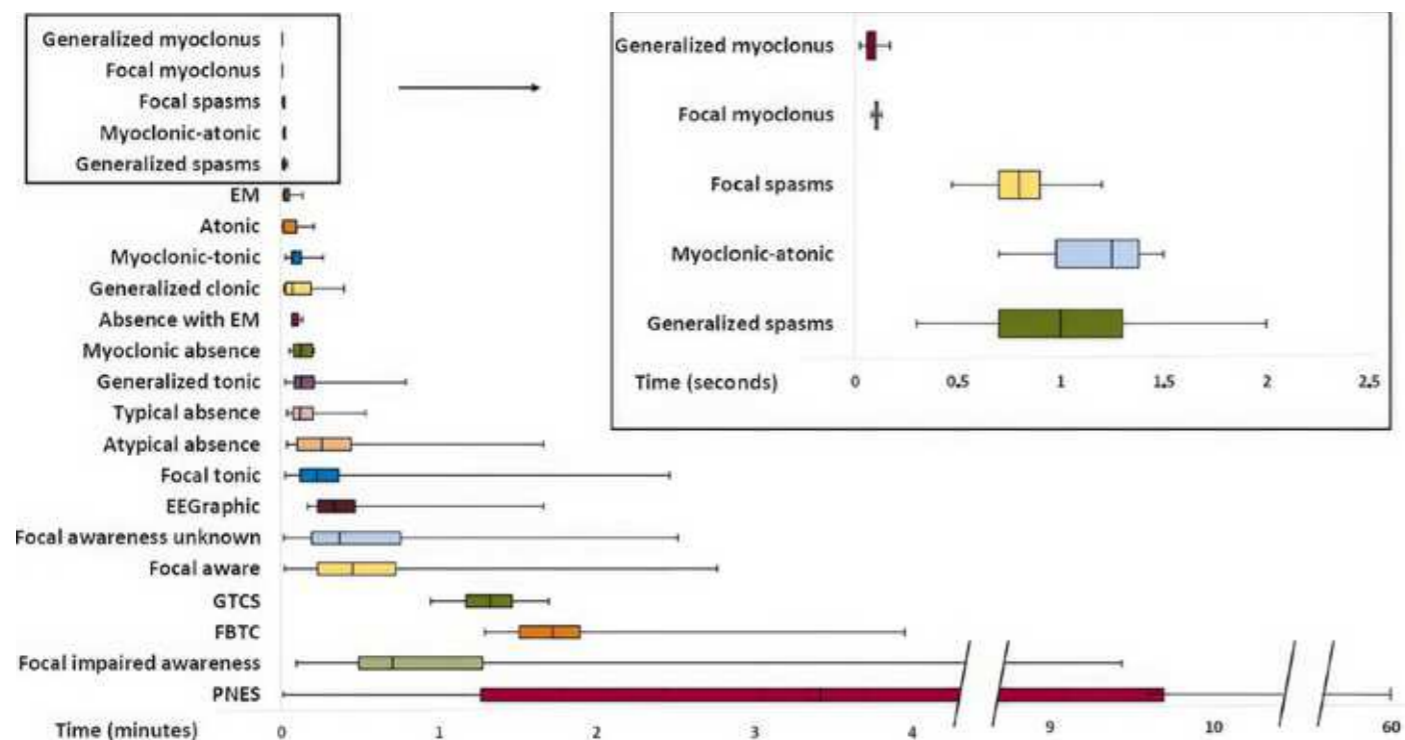 Generalized myoclonus
Focal myoclonus
Focal spasms
Myoclonic-atonic
Generalized spasms
EM
Atonic
Myoclonic-tonic
Generalized clonic
Absence with EM
Myoclonic absence
Generalized tonic
Typical absence
Atypical absence
Focal tonic
EEGraphic
Focal awareness unknown
Focal aware
GTCS
FBTC
Focal impaired awareness
PNES
Time (minutes) 0 1 2 3 4 9 10 60
Generalized myoclonus
Focal myoclonus
Focal spasms
Myoclonic-atonic
Generalized spasms
Time (seconds) 0 0.5 1 1.5 2 2.5